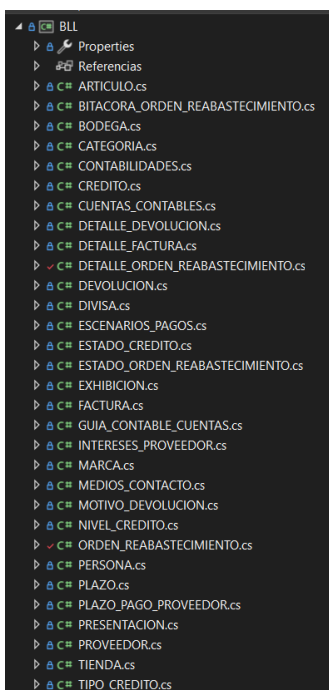 BLL
Properties
Referencias
C# ARTICULO.cs
C# BITACORA_ORDEN_REABASTECIMIENTO.cs
C# BODEGA.cs
C# CATEGORIA.cs
C# CONTABILIDADES.cs
C# CREDITO.cs
C# CUENTAS_CONTABLES.cs
C# DETALLE_DEVOLUCION.cs
C# DETALLE_FACTURA.cs
C# DETALLE_ORDEN_REABASTECIMIENTO.cs
C# DEVOLUCION.cs
C# DIVISA.cs
C# ESCENARIOS_PAGOS.cs
C# ESTADO_CREDITO.cs
C# ESTADO_ORDEN_REABASTECIMIENTO.cs
C# EXHIBICION.cs
C# FACTURA.cs
C# GUIA_CONTABLE_CUENTAS.cs
C# INTERESES_PROVEEDOR.cs
C# MARCA.cs
C# MEDIOS_CONTACTO.cs
C# MOTIVO_DEVOLUCION.cs
C# NIVEL_CREDITO.cs
C# ORDEN_REABASTECIMIENTO.cs
C# PERSONA.cs
C# PLAZO.cs
C# PLAZO_PAGO_PROVEEDOR.cs
C# PRESENTACION.cs
C# PROVEEDOR.cs
C# TIENDA.cs
C# TIPO_CREDITO.cs